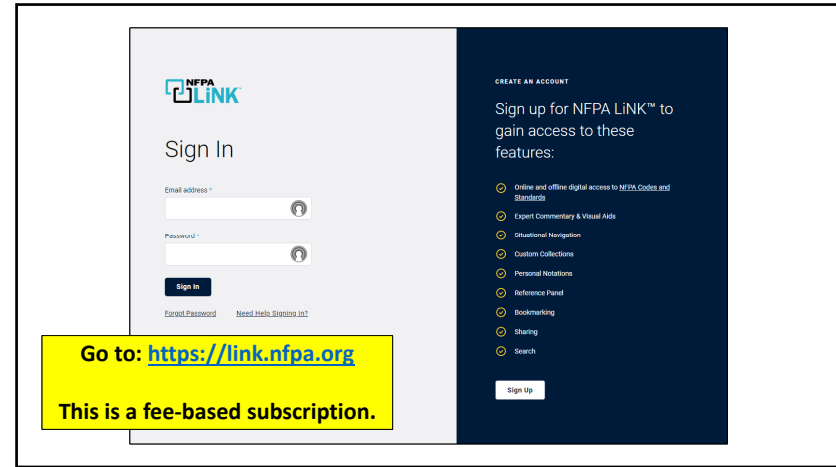 NFPA
LiNK™
Sign In
Email address *
Password *
Sign In
Forgot Password Need Help Signing In?
Go to: https://link.nfpa.org
This is a fee-based subscription.
CREATE AN ACCOUNT
Sign up for NFPA LiNK™ to
gain access to these
features:
Online and offline digital access to NFPA Codes and
Standards
Expert Commentary & Visual Aids
Situational Navigation
Custom Collections
Personal Notations
Reference Panel
Bookmarking
Sharing
Search
Sign Up